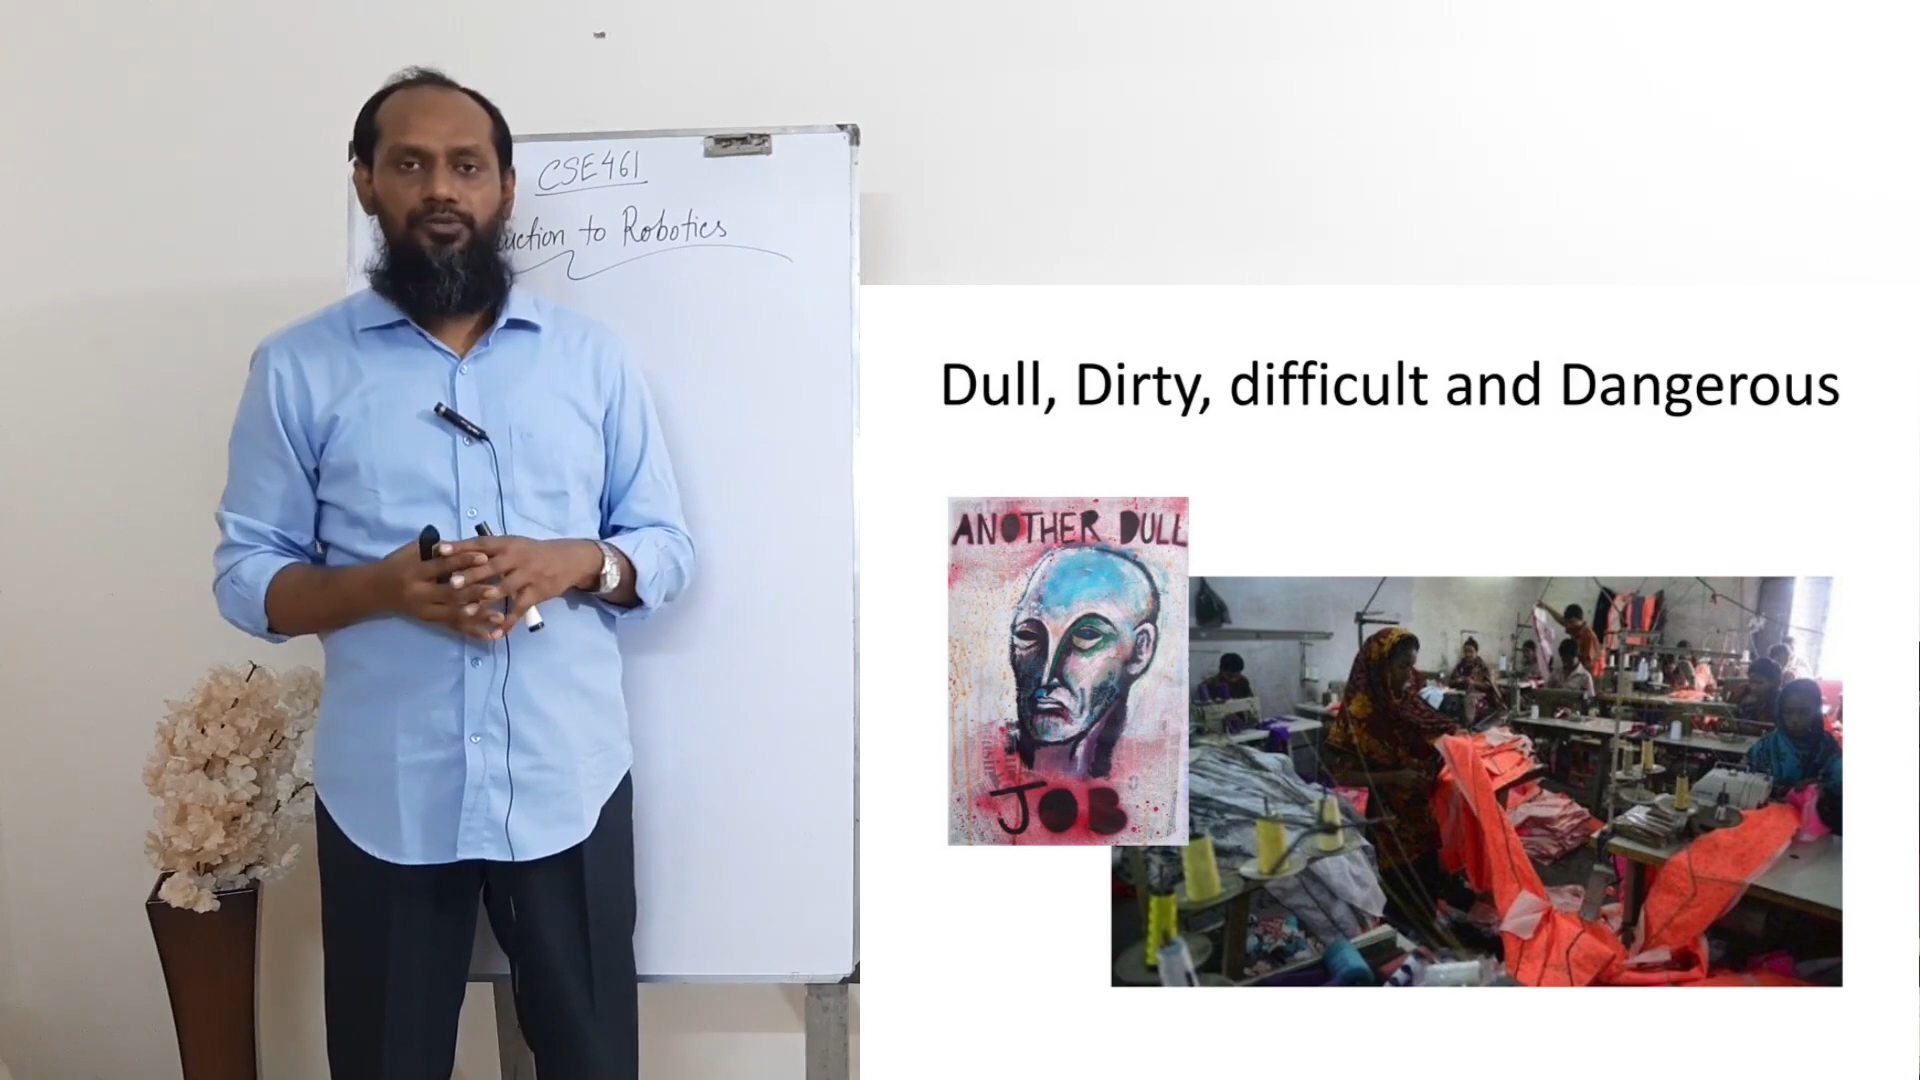 CSE461
uction to Robotics
Dull, Dirty, difficult and Dangerous
ANOTHER DULL
JOB